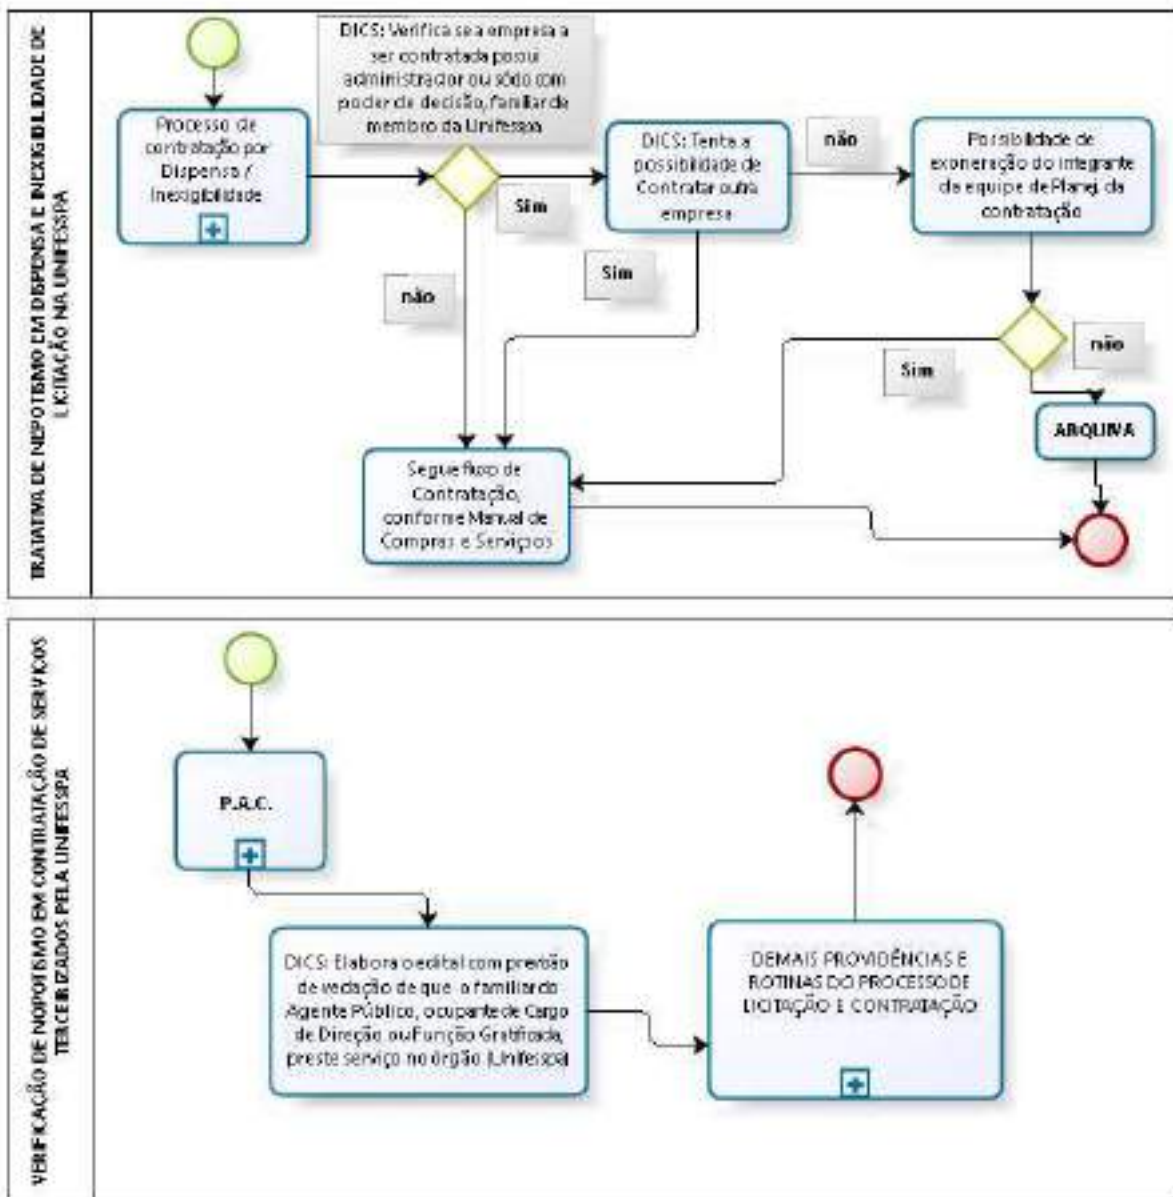 TRATATIVA DE NEPOTISMO EM DISPENSA E INEXIGIBILIDADE DE
LICITAÇÃO NA UNIFESSPA
DICS: Verifica se a empresa a
ser contratada possui
administrador ou sócio com
poder de decisão, familiar de
membro da Unifesspa
Processo de
contratação por
Dispensa /
Inexigibilidade
Sim
não
DICS: Tenta a
possibilidade de
Contratar outra
empresa
não
Sim
Possibilidade de
exoneração do integrante
da equipe de Planej. da
contratação
Sim
não
ARQUIVA
Segue fluxo de
Contratação,
conforme Manual de
Compras e Serviços
VERIFICAÇÃO DE NOPOTISMO EM CONTRATAÇÃO DE SERVIÇOS
TERCEIRIZADOS PELA UNIFESSPA
P.A.C.
DICS: Elabora o edital com previsão
de vedação de que o familiar do
Agente Público, ocupante de Cargo
de Direção ou Função Gratificada,
preste serviço no órgão (Unifesspa)
DEMAIS PROVIDÊNCIAS E
ROTINAS DO PROCESSO DE
LICITAÇÃO E CONTRATAÇÃO